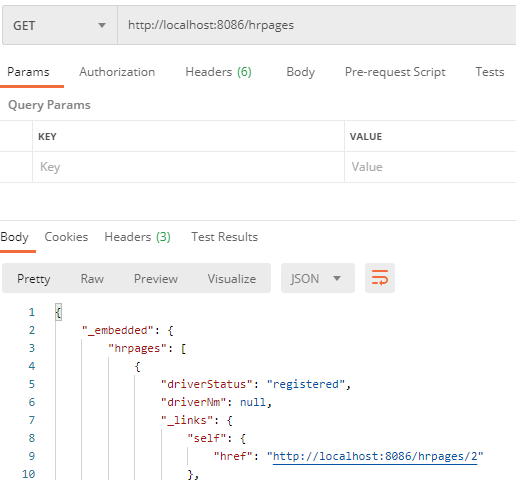 GET http://localhost:8086/hrpages
Params Authorization Headers (6) Body Pre-request Script Tests
Query Params
KEY VALUE
Key Value
Body Cookies Headers (3) Test Results
Pretty Raw Preview Visualize JSON
1 {
2 "_embedded": {
3 "hrpages": [
4 {
5 "driverStatus": "registered",
6 "driverNm": null,
7 "_links": {
8 "self": {
9 "href": "http://localhost:8086/hrpages/2"
10 },